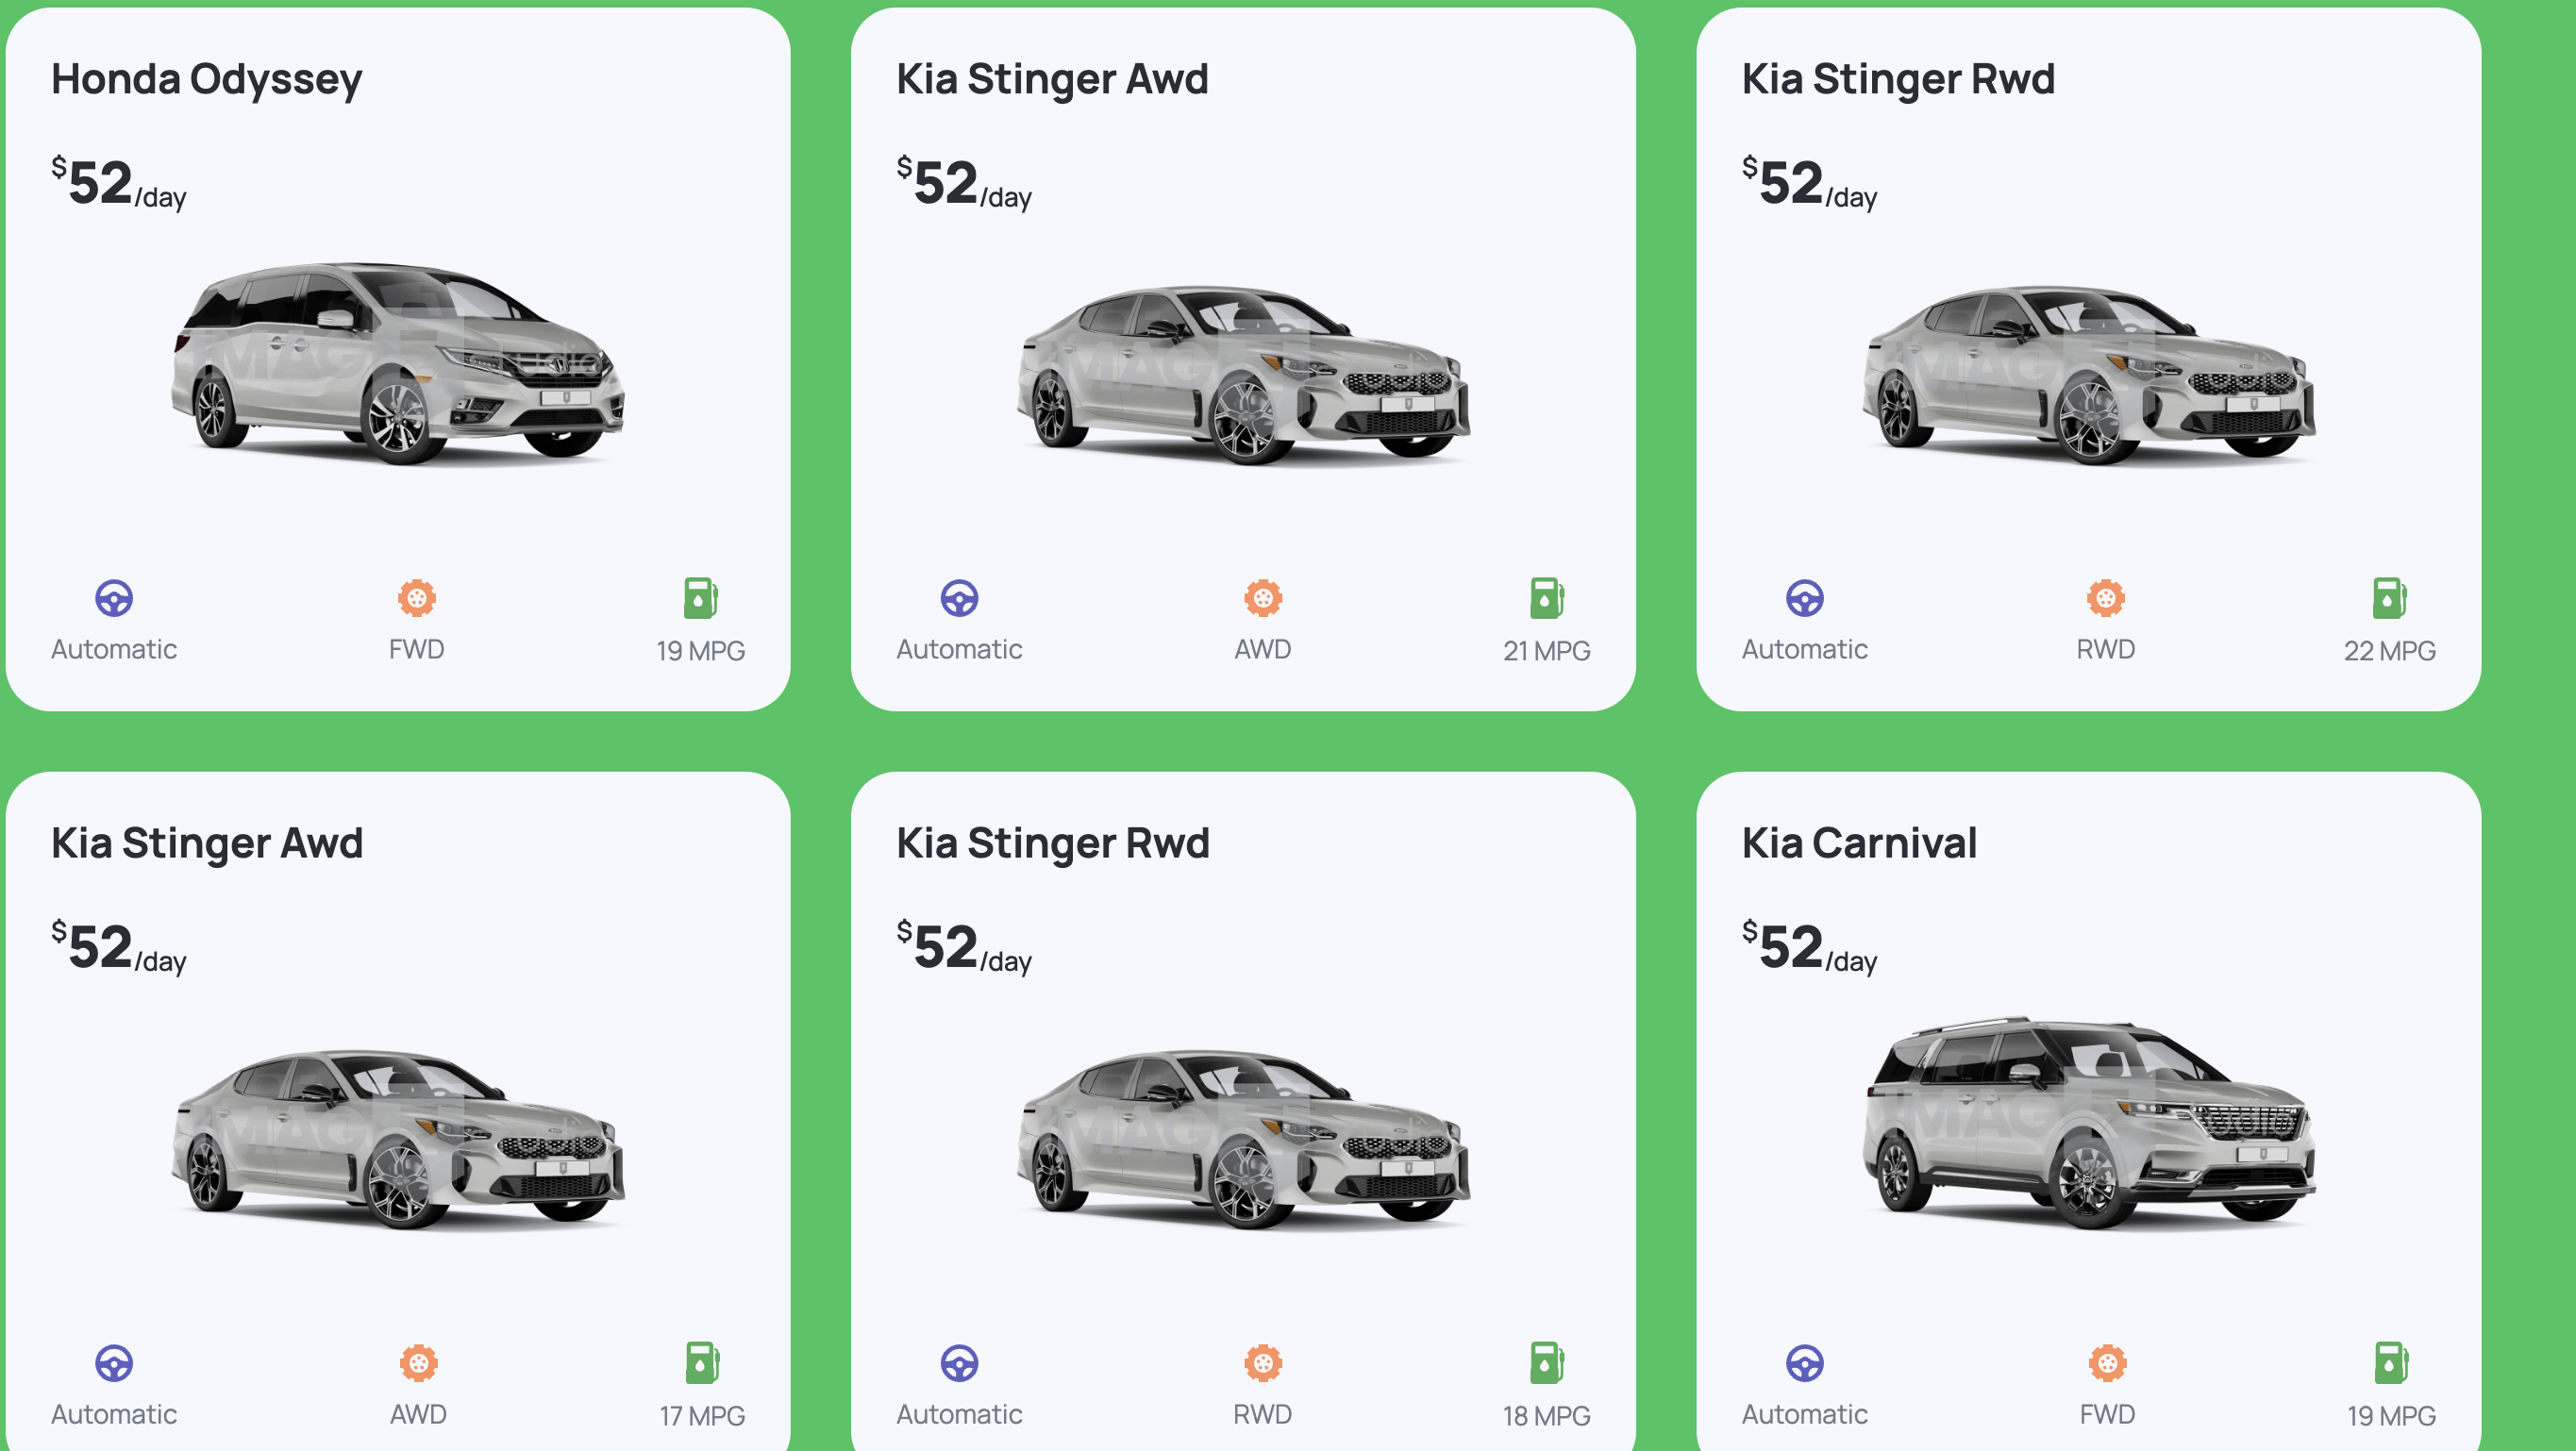 Honda Odyssey
$52/day
Automatic
FWD
19 MPG
Kia Stinger Awd
$52/day
Automatic
AWD
21 MPG
Kia Stinger Rwd
$52/day
Automatic
RWD
22 MPG
Kia Stinger Awd
$52/day
Automatic
AWD
17 MPG
Kia Stinger Rwd
$52/day
Automatic
RWD
18 MPG
Kia Carnival
$52/day
Automatic
FWD
19 MPG